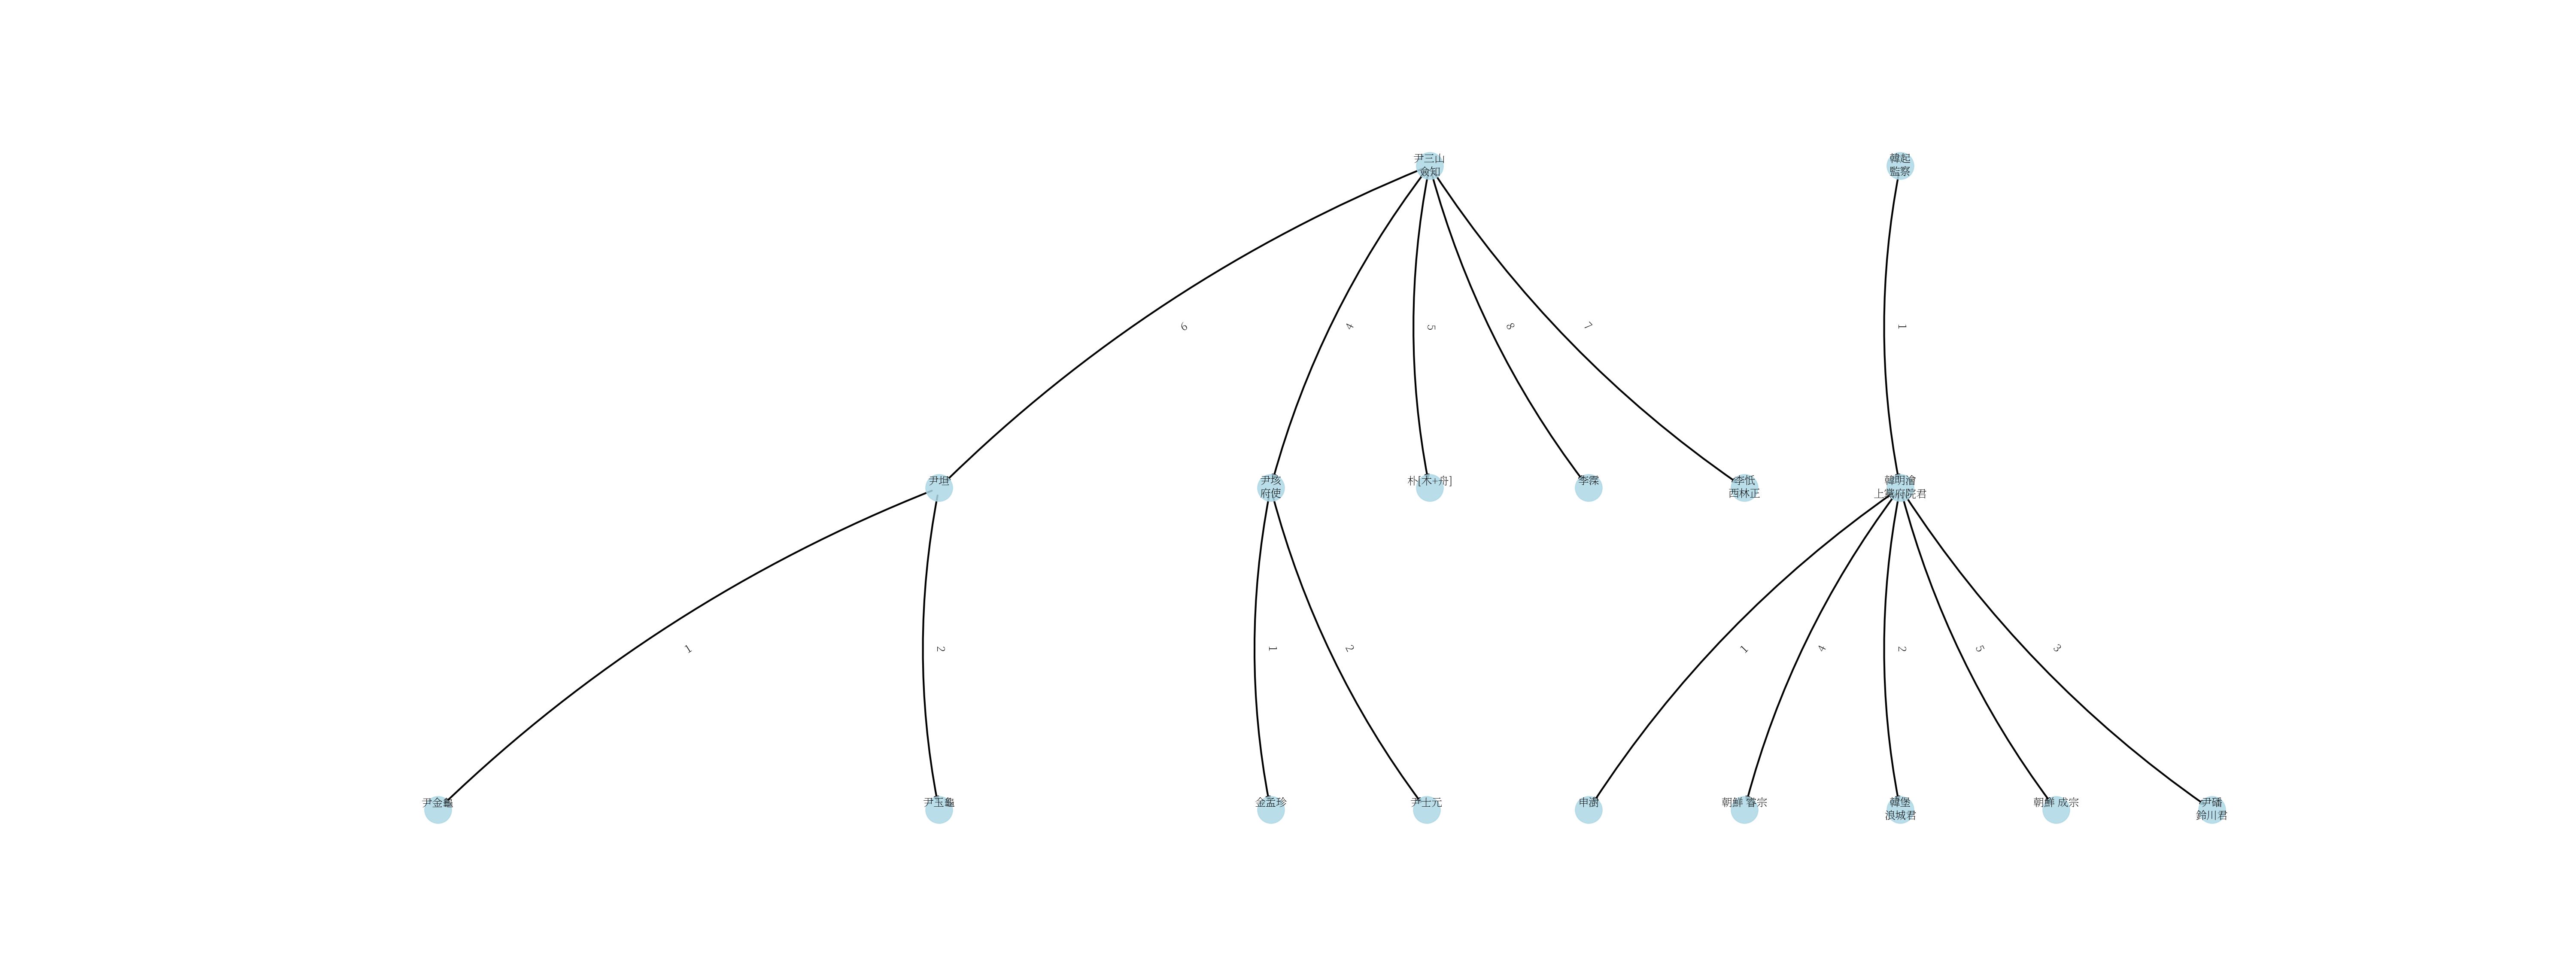 尹三山
僉知
韓起
監察
6
4
5
8
7
1
尹坦
尹垓
府使
朴[木+舟]
李深
李恮
西林正
韓明澮
上黨府院君
1
2
1
2
1
4
2
5
3
尹金龜
尹玉龜
金孟珍
尹士元
申澍
朝鮮 睿宗
韓堡
浪城君
朝鮮 成宗
尹磻
鈴川君